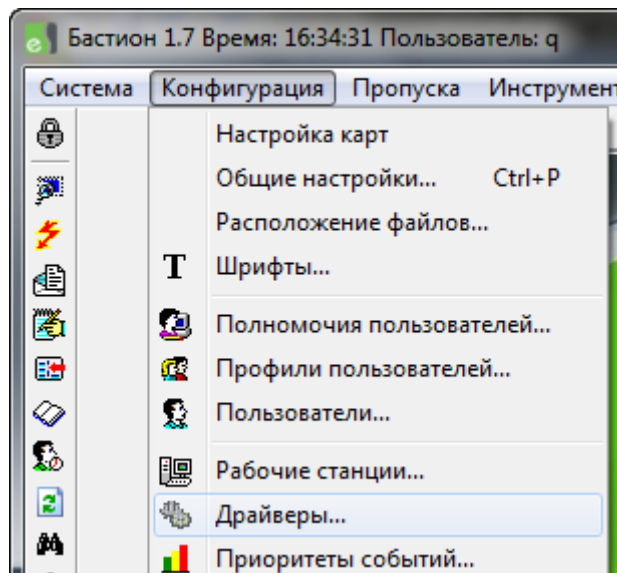 Бастион 1.7 Время: 16:34:31 Пользователь: q
Система Конфигурация Пропуска Инструмент
Настройка карт
Общие настройки... Ctrl+P
Расположение файлов...
T Шрифты...
Полномочия пользователей...
Профили пользователей...
Пользователи...
Рабочие станции...
Драйверы...
Приоритеты событий...